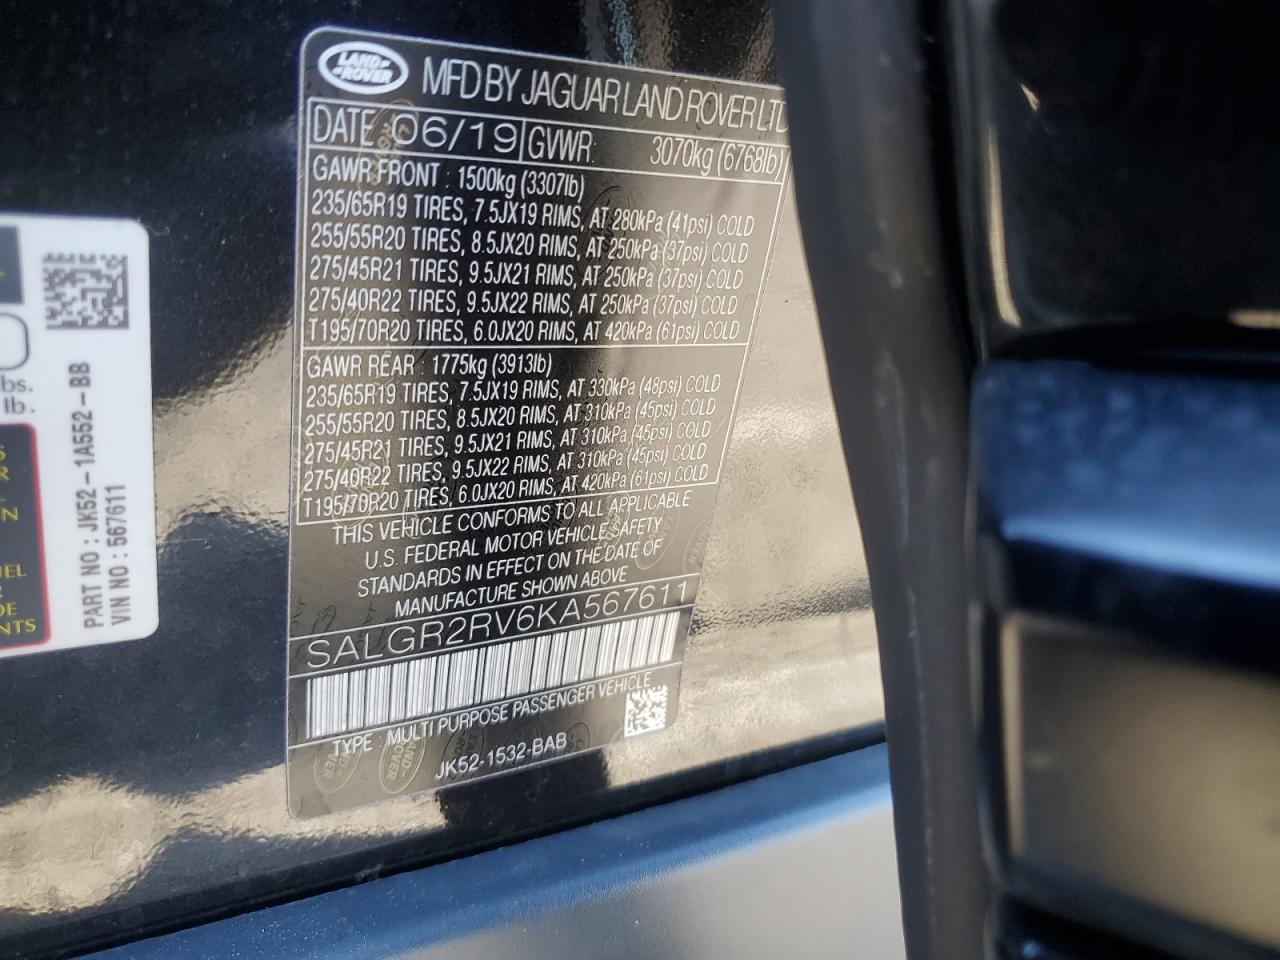 LAND ROVER
MFD BY JAGUAR LAND ROVER LTD
DATE 06/19 GVWR 3070kg (6768lb)
GAWR FRONT : 1500kg (3307lb)
235/65R19 TIRES, 7.5JX19 RIMS, AT 280kPa (41psi) COLD
255/55R20 TIRES, 8.5JX20 RIMS, AT 250kPa (37psi) COLD
275/45R21 TIRES, 9.5JX21 RIMS, AT 250kPa (37psi) COLD
275/40R22 TIRES, 9.5JX22 RIMS, AT 250kPa (37psi) COLD
T195/70R20 TIRES, 6.0JX20 RIMS, AT 420kPa (61psi) COLD
GAWR REAR : 1775kg (3913lb)
235/65R19 TIRES, 7.5JX19 RIMS, AT 330kPa (48psi) COLD
255/55R20 TIRES, 8.5JX20 RIMS, AT 310kPa (45psi) COLD
275/45R21 TIRES, 9.5JX21 RIMS, AT 310kPa (45psi) COLD
275/40R22 TIRES, 9.5JX22 RIMS, AT 310kPa (45psi) COLD
T195/70R20 TIRES, 6.0JX20 RIMS, AT 420kPa (61psi) COLD
THIS VEHICLE CONFORMS TO ALL APPLICABLE
U.S. FEDERAL MOTOR VEHICLE SAFETY
STANDARDS IN EFFECT ON THE DATE OF
MANUFACTURE SHOWN ABOVE
SALGR2RV6KA567611
TYPE MULTI PURPOSE PASSENGER VEHICLE
JK52-1532-BAB
lbs.
lb.
PART NO : JK52-1A552-BB
VIN NO : 567611